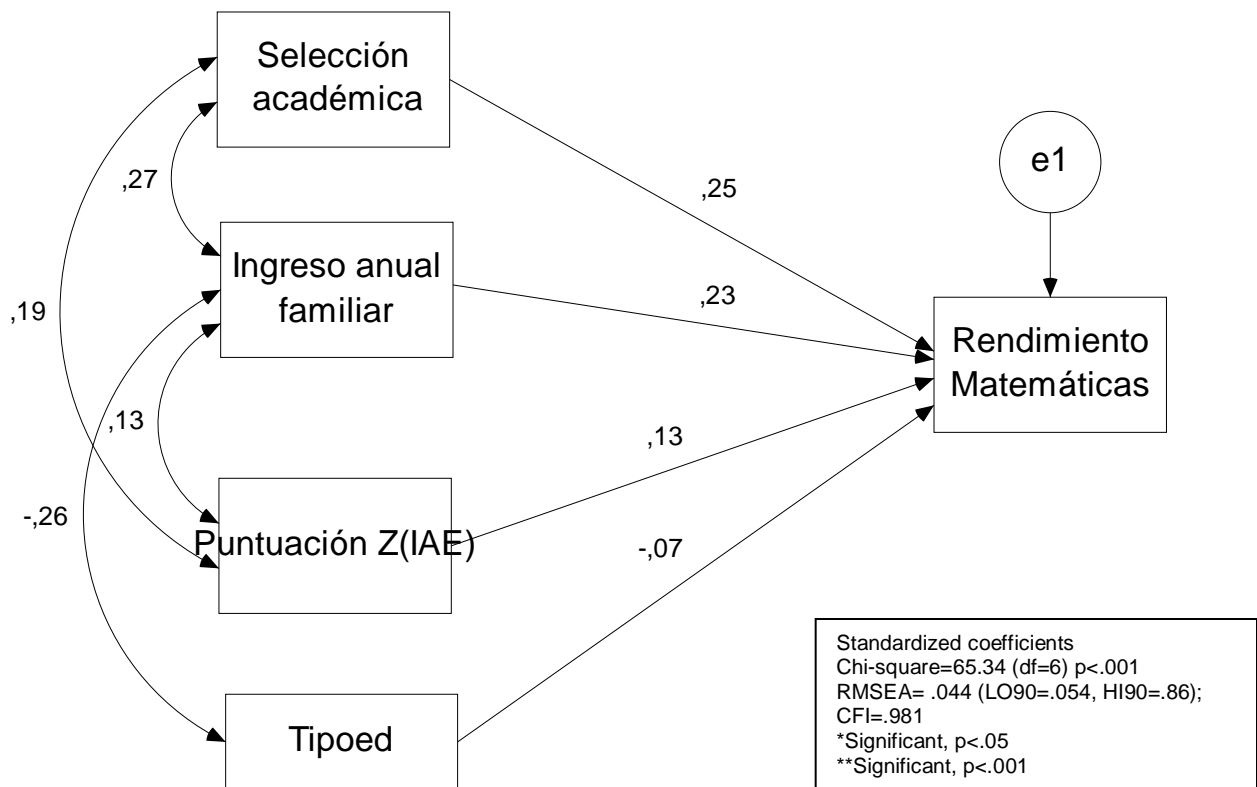 Selección
académica
e1
,27
,25
Ingreso anual
familiar
,23
,19
Rendimiento
Matemáticas
,13
,13
-,26
Puntuación Z(IAE)
-,07
Tipoed
Standardized coefficients
Chi-square=65.34 (df=6) p<.001
RMSEA= .044 (LO90=.054, HI90=.86);
CFI=.981
*Significant, p<.05
**Significant, p<.001